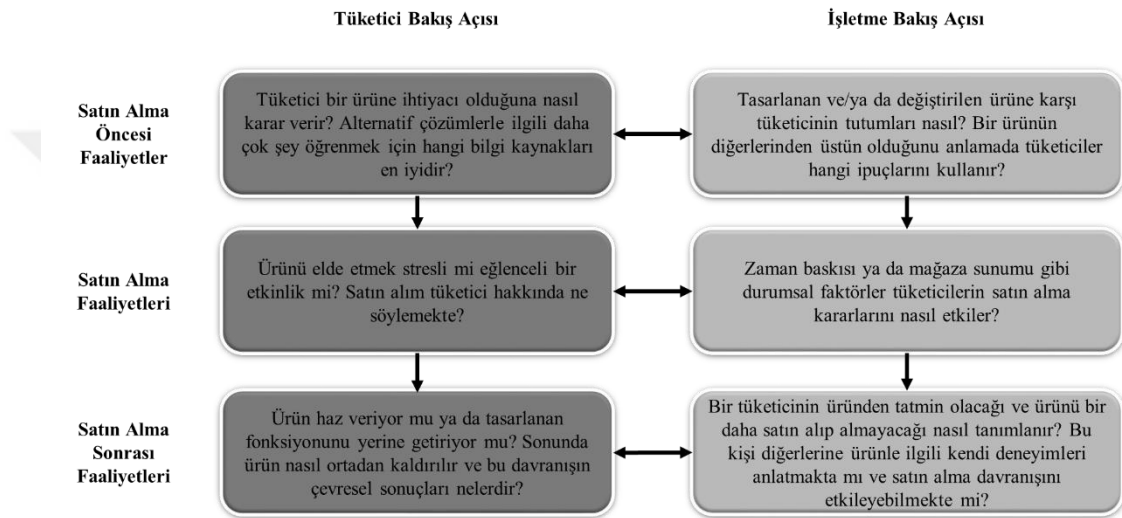 Tüketici Bakış Açısı
İşletme Bakış Açısı
Satın Alma
Öncesi
Faaliyetler
Tüketici bir ürüne ihtiyacı olduğuna nasıl
karar verir? Alternatif çözümlerle ilgili daha
çok şey öğrenmek için hangi bilgi kaynakları
en iyidir?
Tasarlanan ve/ya da değiştirilen ürüne karşı
tüketicinin tutumları nasıl? Bir ürünün
diğerlerinden üstün olduğunu anlamada tüketiciler
hangi ipuçlarını kullanır?
Satın Alma
Faaliyetleri
Ürünü elde etmek stresli mi eğlenceli bir
etkinlik mi? Satın alım tüketici hakkında ne
söylemekte?
Zaman baskısı ya da mağaza sunumu gibi
durumsal faktörler tüketicilerin satın alma
kararlarını nasıl etkiler?
Satın Alma
Sonrası
Faaliyetleri
Ürün haz veriyor mu ya da tasarlanan
fonksiyonunu yerine getiriyor mu? Sonunda
ürün nasıl ortadan kaldırılır ve bu davranışın
çevresel sonuçları nelerdir?
Bir tüketicinin üründen tatmin olacağı ve ürünü bir
daha satın alıp almayacağı nasıl tanımlanır? Bu
kişi diğerlerine ürünle ilgili kendi deneyimleri
anlatmakta mı ve satın alma davranışını
etkileyebilmekte mi?